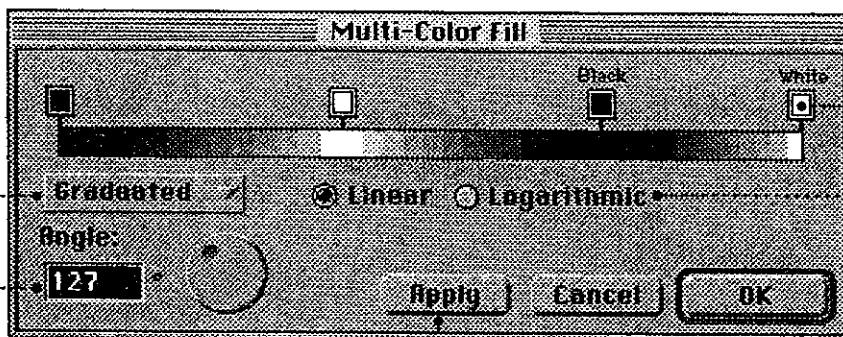 Multi-Color Fill
Black White
Graduated Linear Logarithmic
Angle:
127 °
Apply Cancel OK